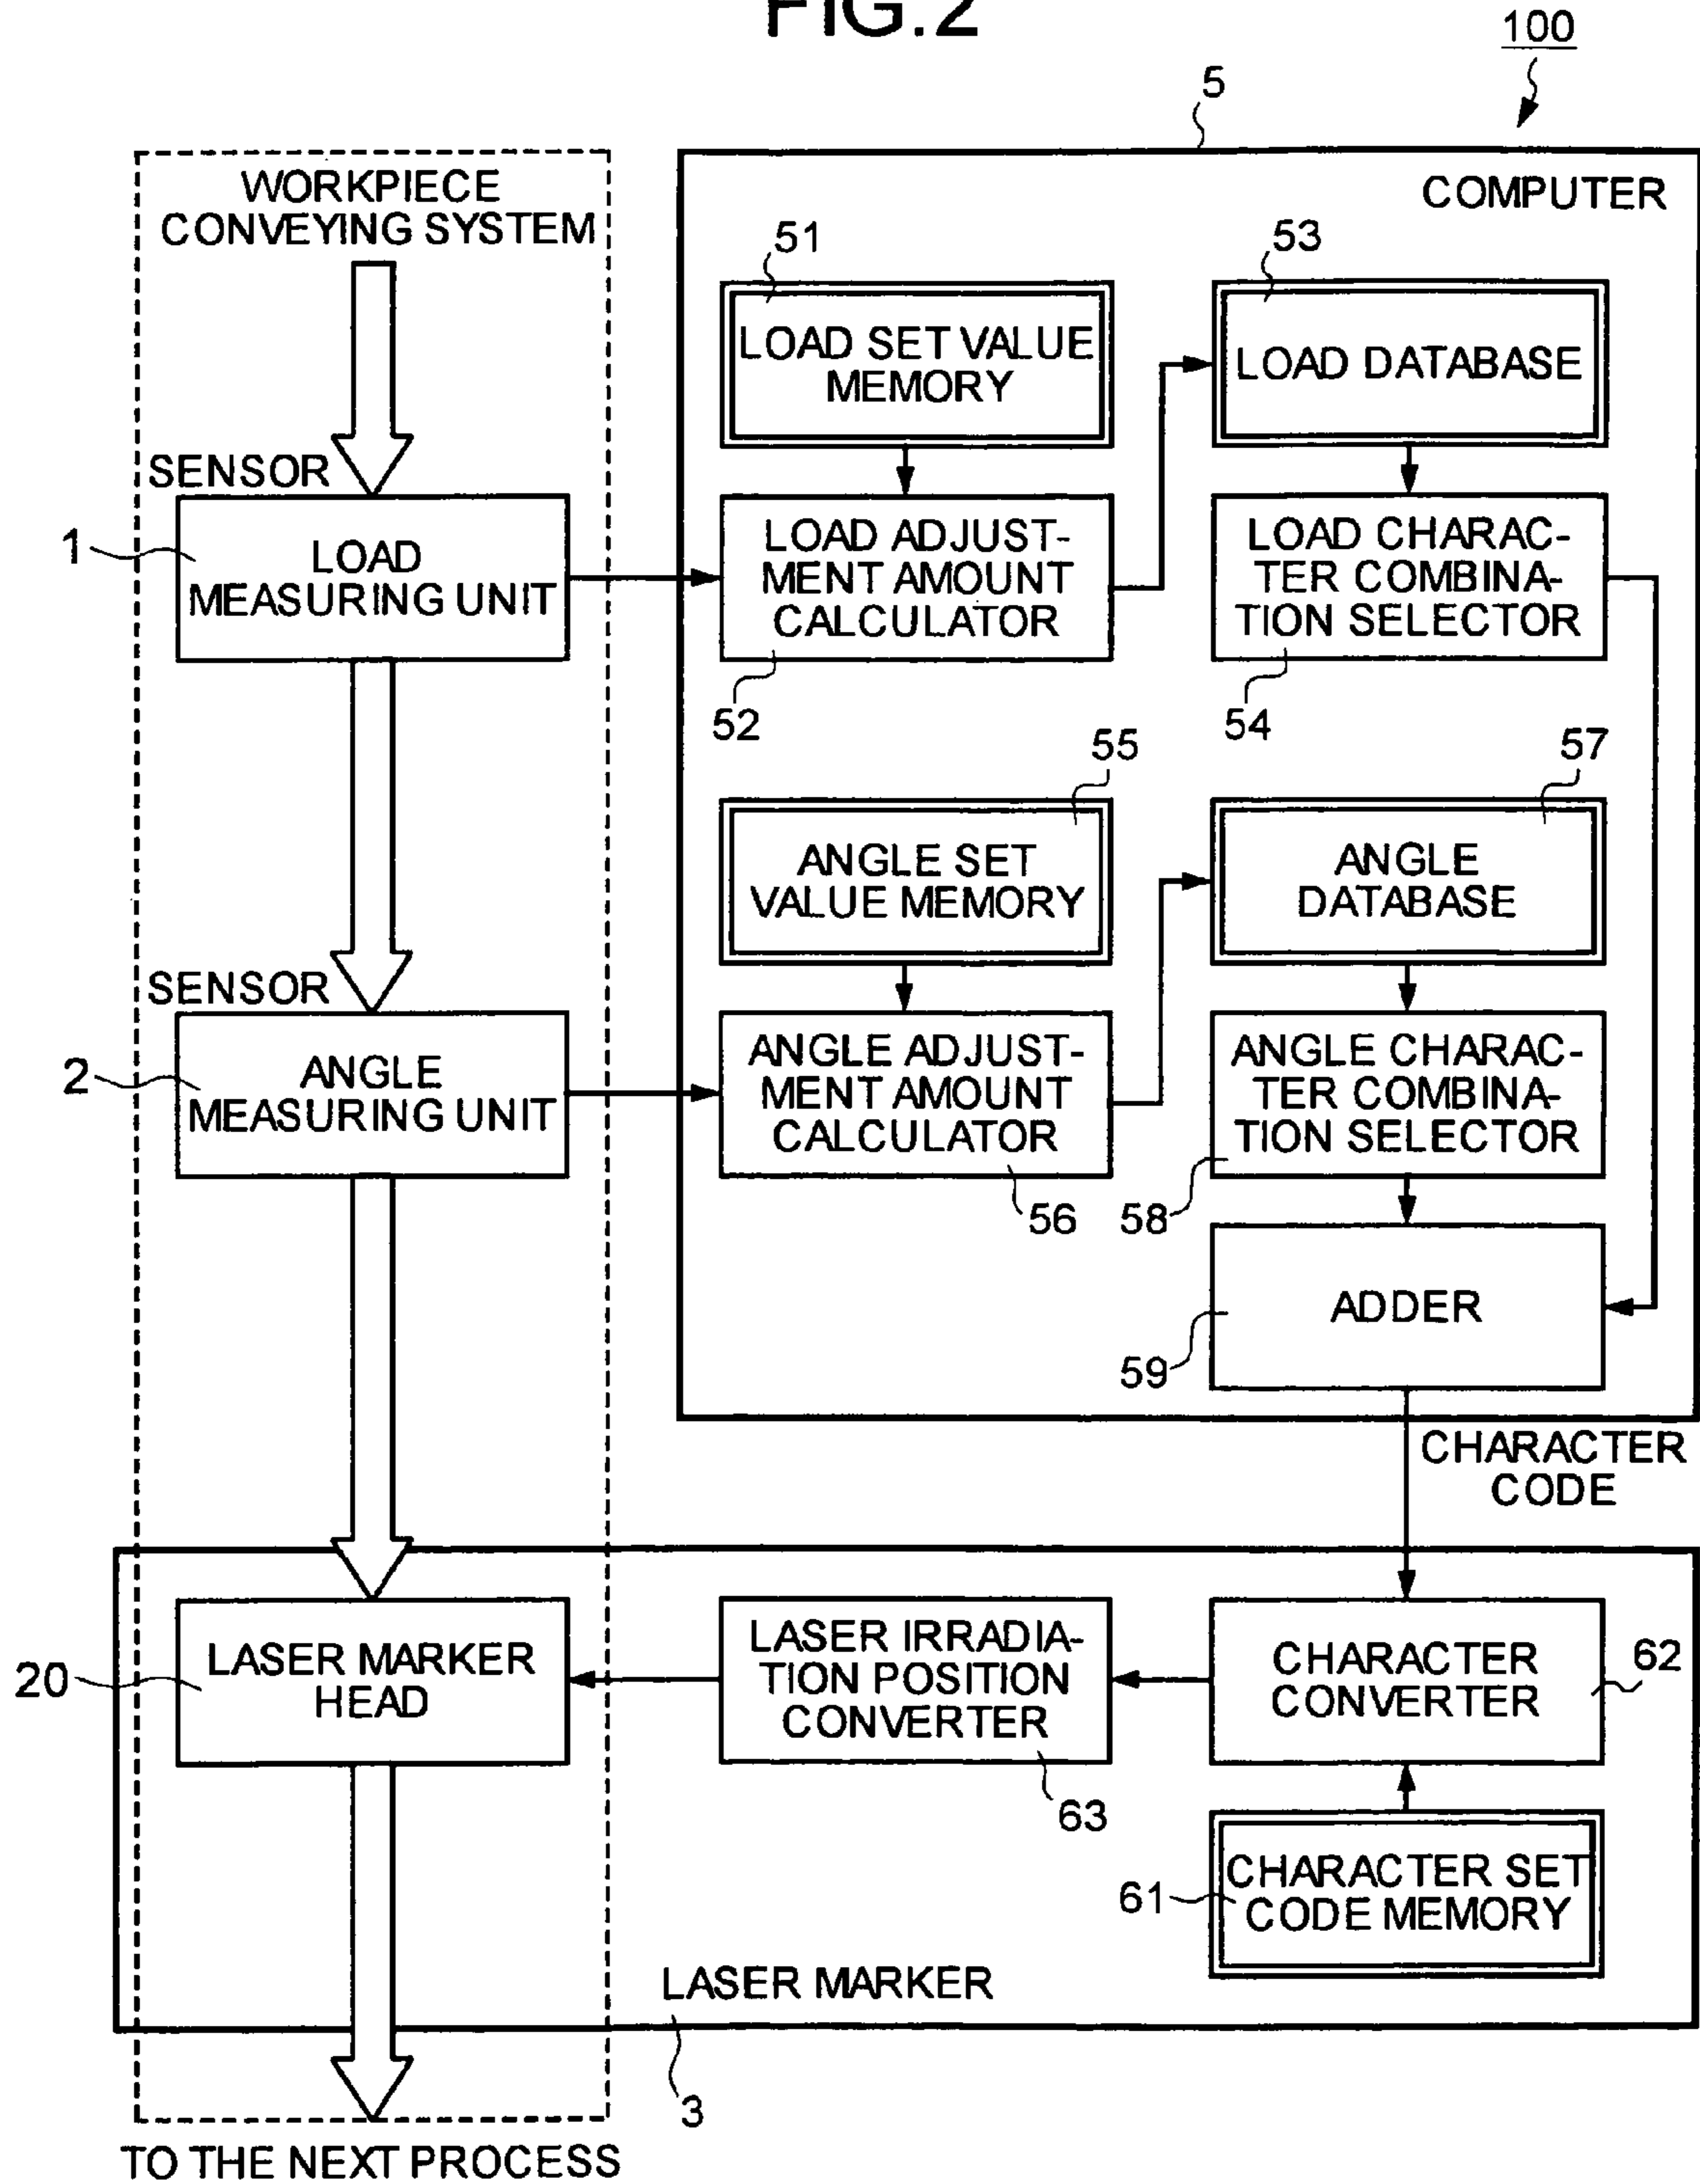 FIG.2
100
5
WORKPIECE
CONVEYING SYSTEM
COMPUTER
51
53
LOAD SET VALUE
MEMORY
LOAD DATABASE
SENSOR
1
LOAD
MEASURING UNIT
LOAD ADJUST-
MENT AMOUNT
CALCULATOR
LOAD CHARAC-
TER COMBINA-
TION SELECTOR
52
54
55
57
ANGLE SET
VALUE MEMORY
ANGLE
DATABASE
SENSOR
2
ANGLE
MEASURING UNIT
ANGLE ADJUST-
MENT AMOUNT
CALCULATOR
ANGLE CHARAC-
TER COMBINA-
TION SELECTOR
56
58
ADDER
59
CHARACTER
CODE
20
LASER MARKER
HEAD
LASER IRRADIA-
TION POSITION
CONVERTER
CHARACTER
CONVERTER
62
63
61
CHARACTER SET
CODE MEMORY
LASER MARKER
3
TO THE NEXT PROCESS